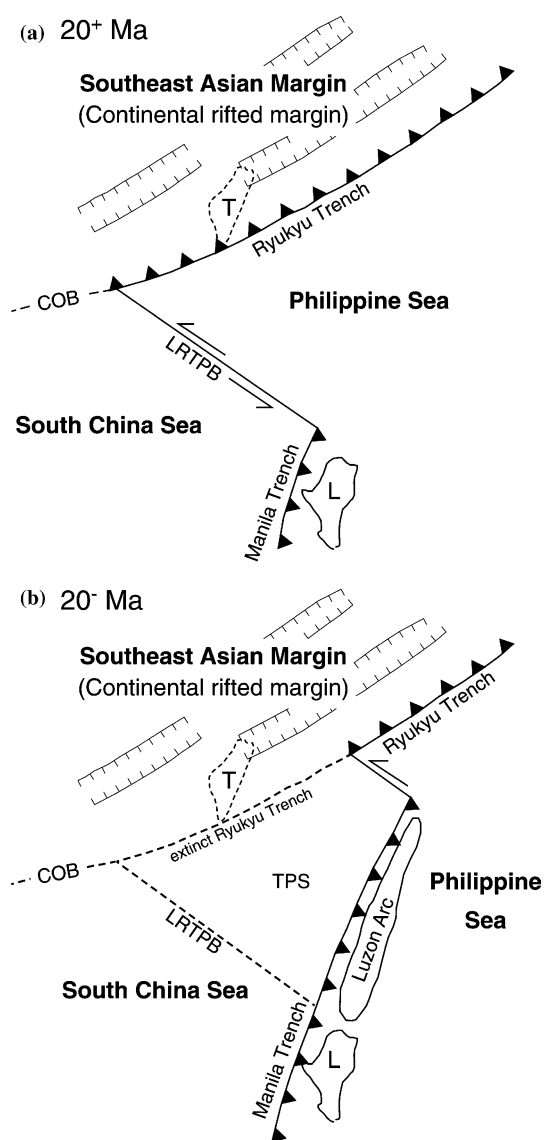 (a) 20⁺ Ma
Southeast Asian Margin
(Continental rifted margin)
T
Ryukyu Trench
COB
Philippine Sea
LRTPB
South China Sea
Manila Trench
L
(b) 20⁻ Ma
Southeast Asian Margin
(Continental rifted margin)
Ryukyu Trench
T
extinct Ryukyu Trench
COB
TPS
Philippine
Sea
Luzon Arc
LRTPB
South China Sea
Manila Trench
L